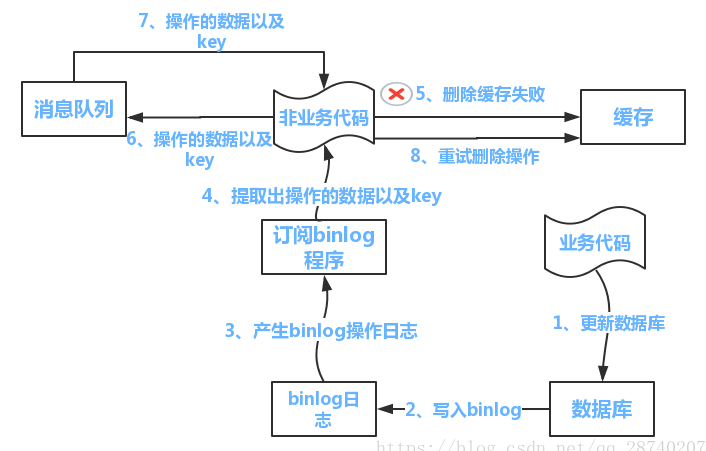 7、操作的数据以及
key
消息队列
非业务代码
5、删除缓存失败
缓存
6、操作的数据以及
key
8、重试删除操作
4、提取出操作的数据以及key
订阅binlog
程序
业务代码
3、产生binlog操作日志
1、更新数据库
binlog日
志
2、写入binlog
数据库
https://blog.csdn.net/qq_28740207